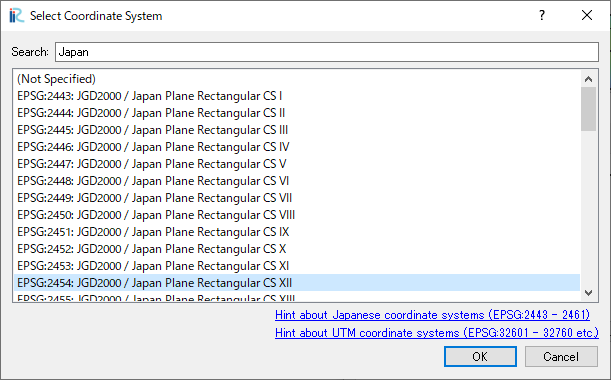 Select Coordinate System
Search: Japan
(Not Specified)
EPSG:2443: JGD2000 / Japan Plane Rectangular CS I
EPSG:2444: JGD2000 / Japan Plane Rectangular CS II
EPSG:2445: JGD2000 / Japan Plane Rectangular CS III
EPSG:2446: JGD2000 / Japan Plane Rectangular CS IV
EPSG:2447: JGD2000 / Japan Plane Rectangular CS V
EPSG:2448: JGD2000 / Japan Plane Rectangular CS VI
EPSG:2449: JGD2000 / Japan Plane Rectangular CS VII
EPSG:2450: JGD2000 / Japan Plane Rectangular CS VIII
EPSG:2451: JGD2000 / Japan Plane Rectangular CS IX
EPSG:2452: JGD2000 / Japan Plane Rectangular CS X
EPSG:2453: JGD2000 / Japan Plane Rectangular CS XI
EPSG:2454: JGD2000 / Japan Plane Rectangular CS XII
EPSG:2455: JGD2000 / Japan Plane Rectangular CS XIII
Hint about Japanese coordinate systems (EPSG:2443 - 2461)
Hint about UTM coordinate systems (EPSG:32601 - 32760 etc.)
OK Cancel